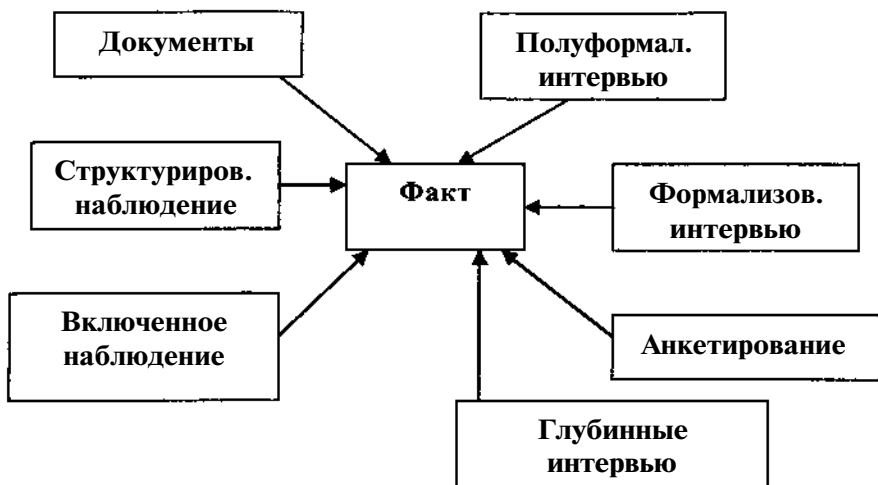 Документы
Полуформал.
интервью
Структуриров.
наблюдение
Факт
Формализов.
интервью
Включенное
наблюдение
Анкетирование
Глубинные
интервью